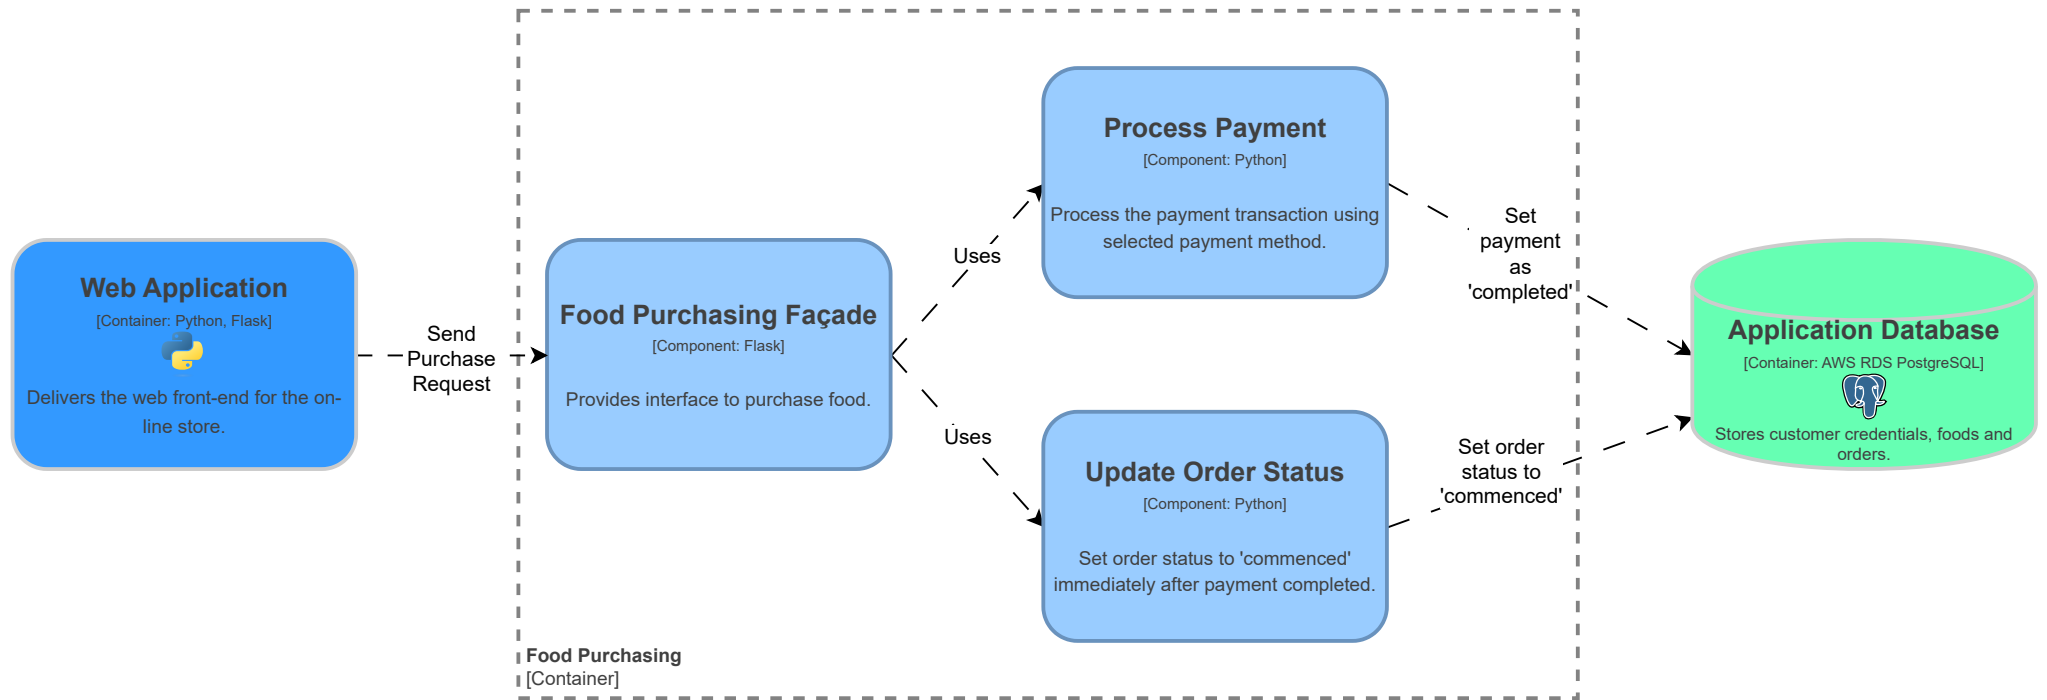 Web Application
[Container: Python, Flask]
Delivers the web front-end for the on-
line store.
Send
Purchase
Request
Food Purchasing Façade
[Component: Flask]
Provides interface to purchase food.
Uses
Uses
Process Payment
[Component: Python]
Process the payment transaction using
selected payment method.
Update Order Status
[Component: Python]
Set order status to 'commenced'
immediately after payment completed.
Set
payment
as
'completed'
Set order
status to
'commenced'
Application Database
[Container: AWS RDS PostgreSQL]
Stores customer credentials, foods and
orders.
Food Purchasing
[Container]